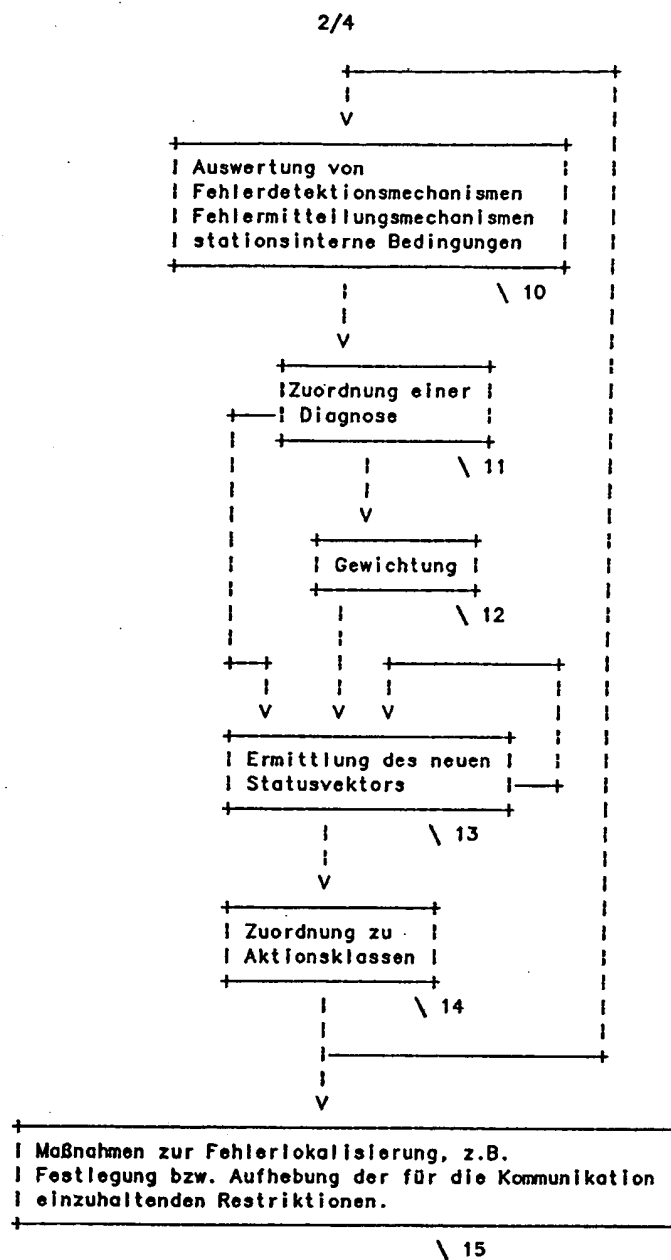 2/4
Auswertung von
Fehlerdetektionsmechanismen
Fehlermitteilungsmechanismen
stationsinterne Bedingungen
10
Zuordnung einer
Diagnose
11
Gewichtung
12
Ermittlung des neuen
Statusvektors
13
Zuordnung zu
Aktionsklassen
14
Maßnahmen zur Fehlerlokalisierung, z.B.
Festlegung bzw. Aufhebung der für die Kommunikation
einzuhaltenden Restriktionen.
15